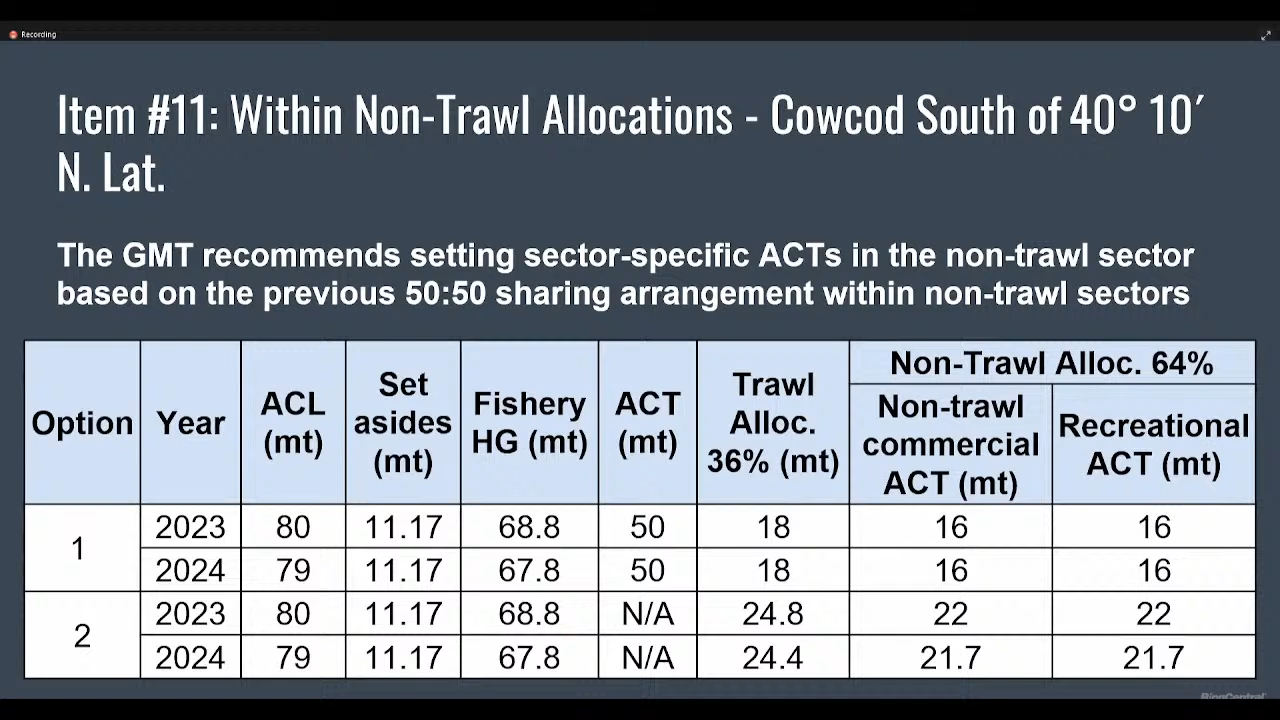 Recording
Item #11: Within Non-Trawl Allocations - Cowcod South of 40° 10′
N. Lat.
The GMT recommends setting sector-specific ACTs in the non-trawl sector
based on the previous 50:50 sharing arrangement within non-trawl sectors
Option Year ACL (mt) Set asides (mt) Fishery HG (mt) ACT (mt) Trawl Alloc. 36% (mt) Non-Trawl Alloc. 64%
Non-trawl commercial ACT (mt) Recreational ACT (mt)
1 2023 80 11.17 68.8 50 18 16 16
2024 79 11.17 67.8 50 18 16 16
2 2023 80 11.17 68.8 N/A 24.8 22 22
2024 79 11.17 67.8 N/A 24.4 21.7 21.7
RingCentral